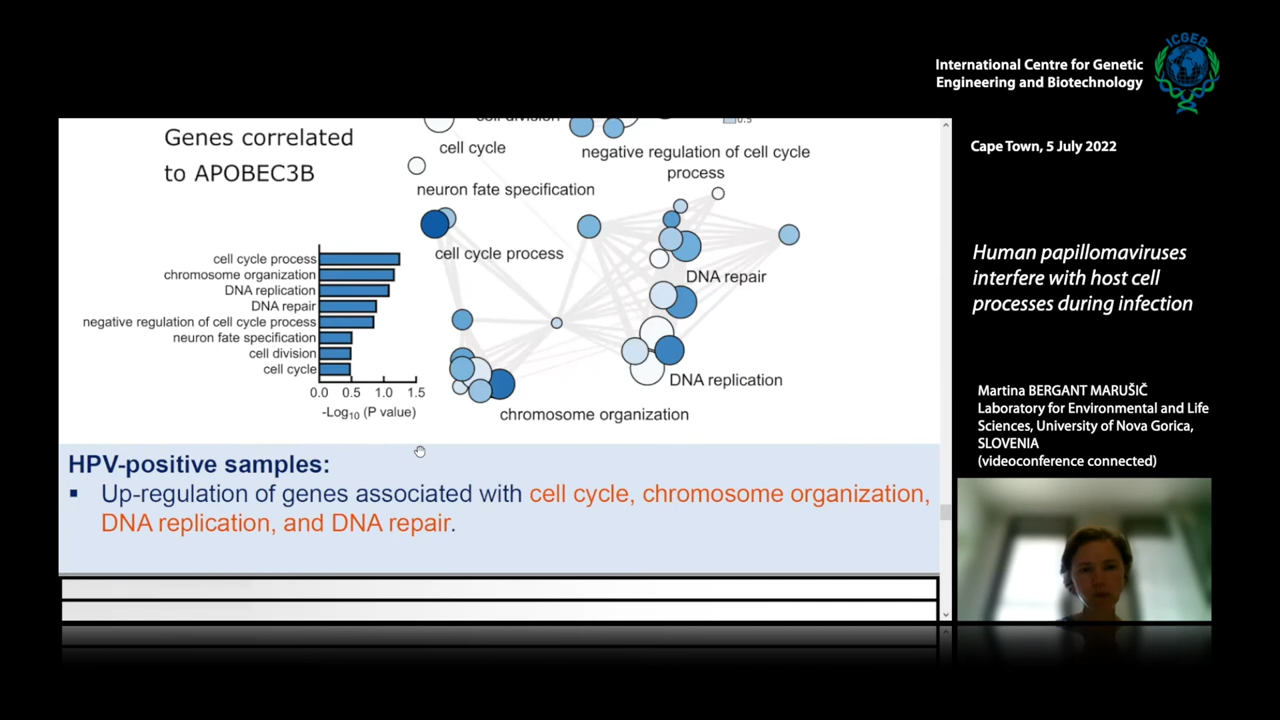 ICGEB
International Centre for Genetic
Engineering and Biotechnology
Cape Town, 5 July 2022
Human papillomaviruses
interfere with host cell
processes during infection
Martina BERGANT MARUŠIČ
Laboratory for Environmental and Life
Sciences, University of Nova Gorica,
SLOVENIA
(videoconference connected)
Genes correlated
to APOBEC3B
cell division
0.5
cell cycle
negative regulation of cell cycle
process
neuron fate specification
cell cycle process
DNA repair
DNA replication
chromosome organization
cell cycle process
chromosome organization
DNA replication
DNA repair
negative regulation of cell cycle process
neuron fate specification
cell division
cell cycle
0.0 0.5 1.0 1.5
-Log10 (P value)
HPV-positive samples:
▪ Up-regulation of genes associated with cell cycle, chromosome organization,
DNA replication, and DNA repair.